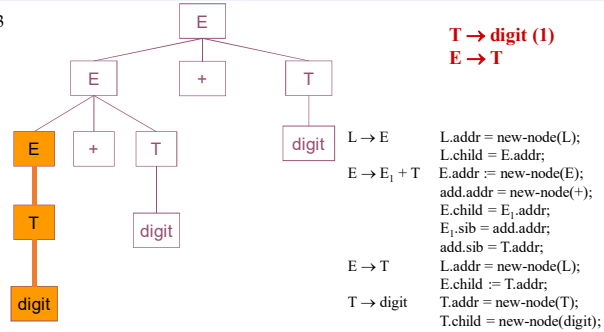 3
E
T → digit (1)
E → T
E
+
T
E
+
T
digit
T
digit
digit
L → E L.addr = new-node(L);
L.child = E.addr;
E → E₁ + T E.addr := new-node(E);
add.addr = new-node(+);
E.child = E₁.addr;
E₁.sib = add.addr;
add.sib = T.addr;
E → T L.addr = new-node(L);
E.child := T.addr;
T → digit T.addr = new-node(T);
T.child = new-node(digit);